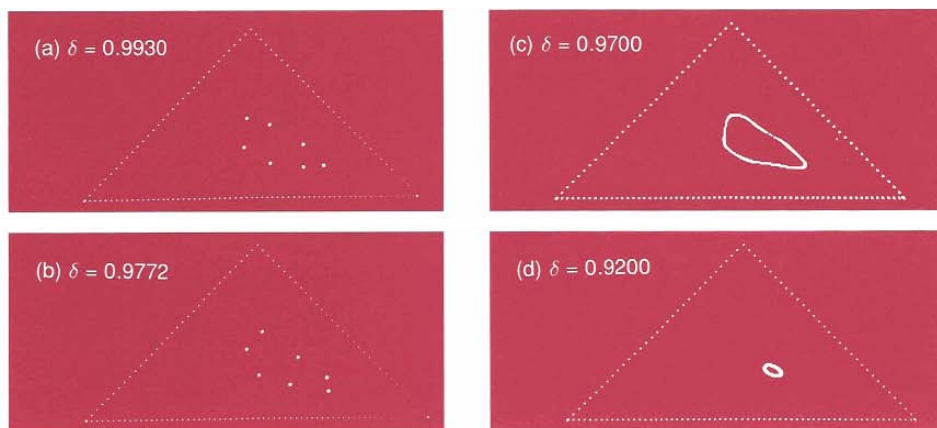 (a) δ = 0.9930
(c) δ = 0.9700
(b) δ = 0.9772
(d) δ = 0.9200